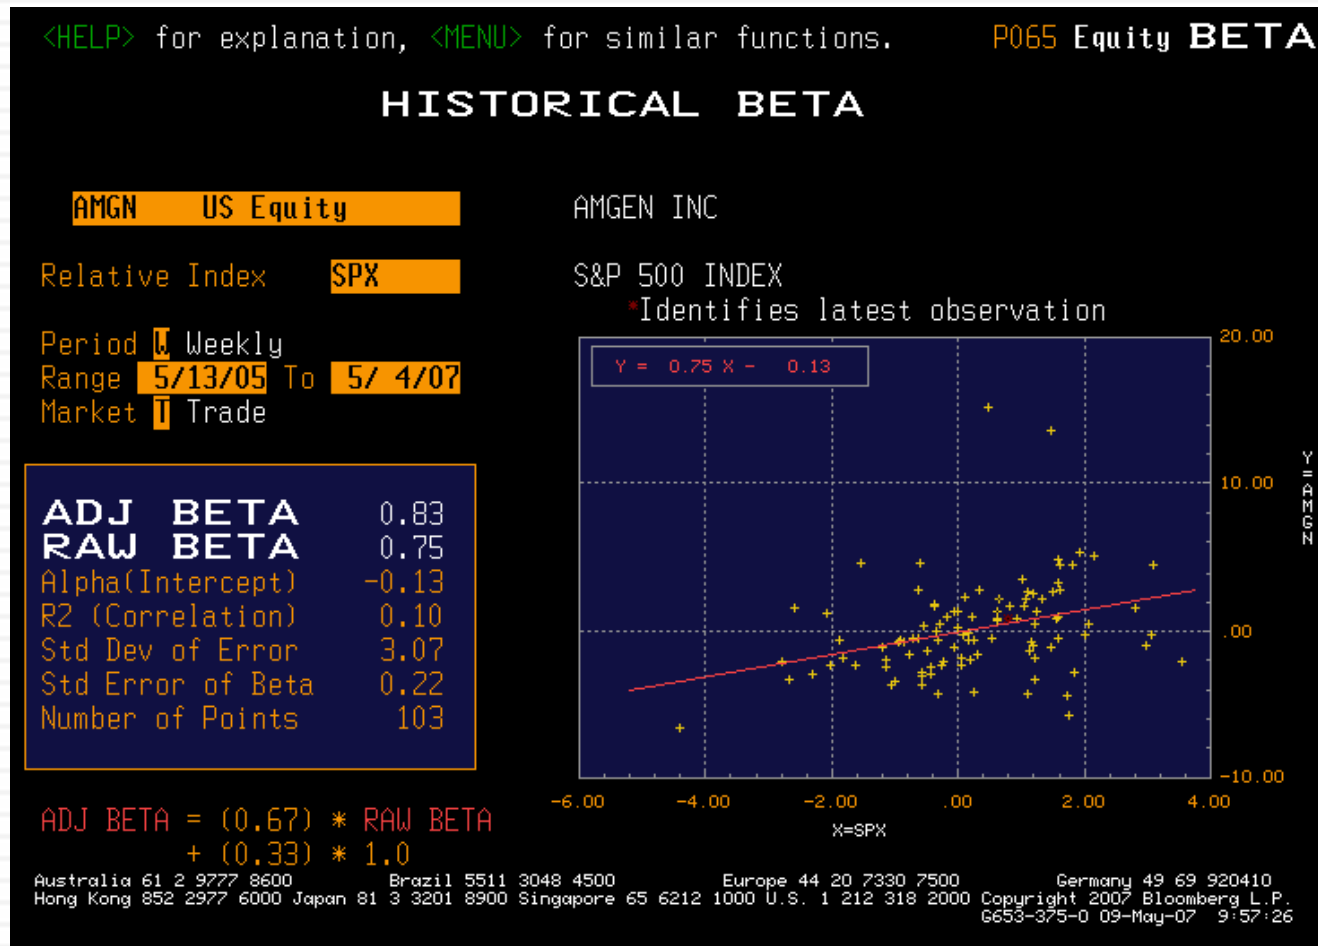 <HELP> for explanation, <MENU> for similar functions. P065 Equity BETA
HISTORICAL BETA
AMGN US Equity AMGEN INC
Relative Index SPX S&P 500 INDEX
*Identifies latest observation
Period W Weekly
Range 5/13/05 To 5/ 4/07
Market T Trade
ADJ BETA 0.83
RAW BETA 0.75
Alpha(Intercept) -0.13
R2 (Correlation) 0.10
Std Dev of Error 3.07
Std Error of Beta 0.22
Number of Points 103
ADJ BETA = (0.67) * RAW BETA
+ (0.33) * 1.0
Y = 0.75 X - 0.13
20.00
10.00
.00
-10.00
Y=AMGN
-6.00 -4.00 -2.00 .00 2.00 4.00
X=SPX
Australia 61 2 9777 8600 Brazil 5511 3048 4500 Europe 44 20 7330 7500 Germany 49 69 920410
Hong Kong 852 2977 6000 Japan 81 3 3201 8900 Singapore 65 6212 1000 U.S. 1 212 318 2000 Copyright 2007 Bloomberg L.P.
G653-375-0 09-May-07 9:57:26